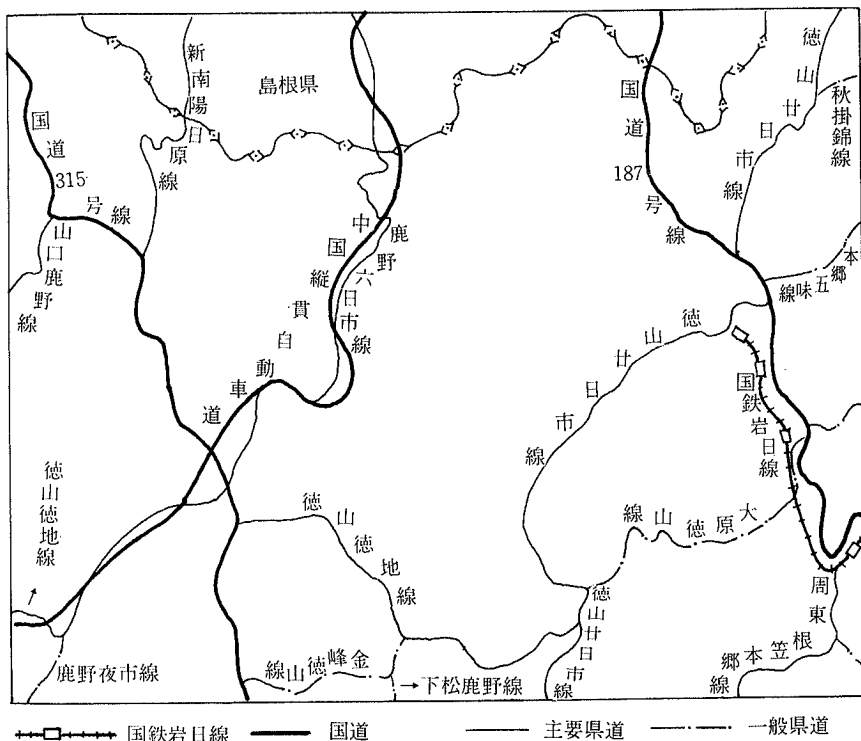 新南陽日原線
島根県
国道315号線
山口鹿野線
国道187号線
徳山廿日市線
秋掛錦線
本郷五味線
中国縦貫自動車道
鹿野六日市線
徳山廿日市線
国鉄岩日線
徳山徳地線
徳山徳地線
大原徳山線
徳山廿日市線
周東
根笠本郷線
鹿野夜市線
金峰徳山線
→下松鹿野線
国鉄岩日線
国道
主要県道
一般県道